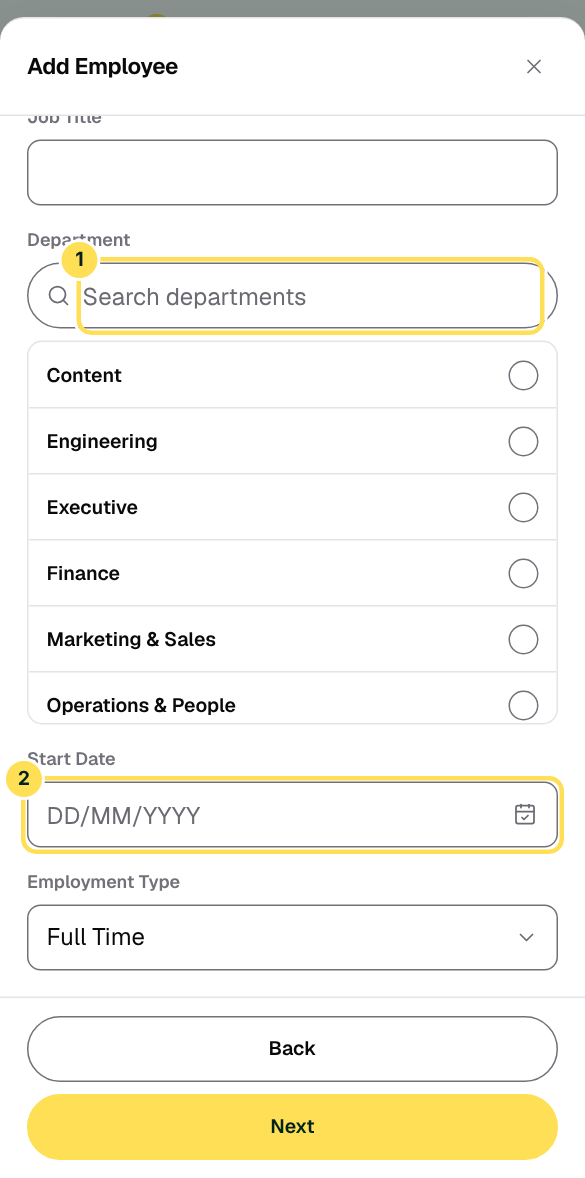 Add Employee
Job Title
Department
1
Search departments
Content
Engineering
Executive
Finance
Marketing & Sales
Operations & People
Start Date
2
DD/MM/YYYY
Employment Type
Full Time
Back
Next